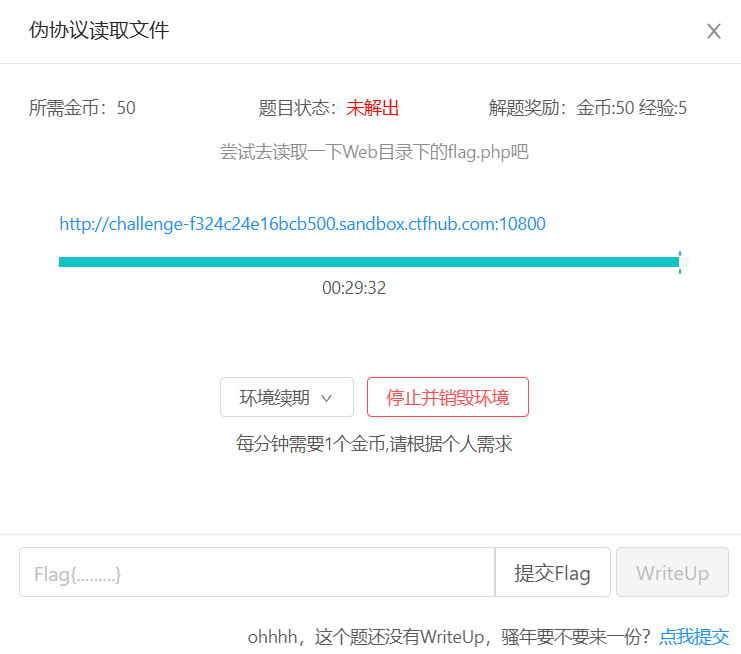 伪协议读取文件
所需金币：50 题目状态：未解出 解题奖励：金币:50 经验:5
尝试去读取一下Web目录下的flag.php吧
http://challenge-f324c24e16bcb500.sandbox.ctfhub.com:10800
00:29:32
环境续期 停止并销毁环境
每分钟需要1个金币,请根据个人需求
Flag{.........} 提交Flag WriteUp
ohhhh，这个题还没有WriteUp，骚年要不要来一份？点我提交